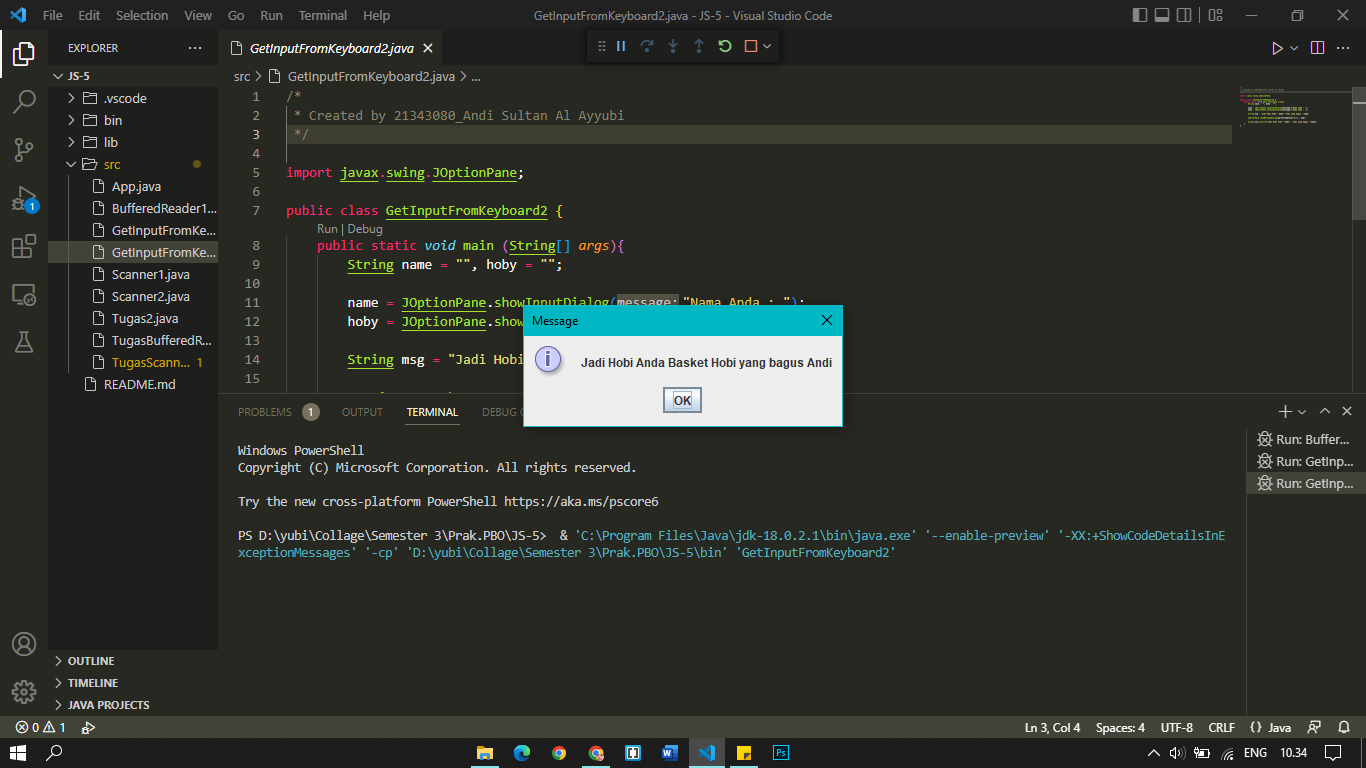 File Edit Selection View Go Run Terminal Help GetInputFromKeyboard2.java - JS-5 - Visual Studio Code
EXPLORER
GetInputFromKeyboard2.java
JS-5
src > GetInputFromKeyboard2.java > ...
.vscode
bin
lib
src
App.java
BufferedReader1...
GetInputFromKe...
GetInputFromKe...
Scanner1.java
Scanner2.java
Tugas2.java
TugasBufferedR...
TugasScann... 1
README.md
1
OUTLINE
TIMELINE
JAVA PROJECTS
1 /*
2 * Created by 21343080_Andi Sultan Al Ayyubi
3 */
4
5 import javax.swing.JOptionPane;
6
7 public class GetInputFromKeyboard2 {
Run | Debug
8 public static void main (String[] args){
9 String name = "", hoby = "";
10
11 name = JOptionPane.showInputDialog(message:"Nama Anda : ");
12 hoby = JOptionPane.show
13
14 String msg = "Jadi Hobi
15
Message
Jadi Hobi Anda Basket Hobi yang bagus Andi
OK
PROBLEMS 1 OUTPUT TERMINAL DEBUG
Windows PowerShell
Copyright (C) Microsoft Corporation. All rights reserved.
Try the new cross-platform PowerShell https://aka.ms/pscore6
PS D:\yubi\Collage\Semester 3\Prak.PBO\JS-5> & 'C:\Program Files\Java\jdk-18.0.2.1\bin\java.exe' '--enable-preview' '-XX:+ShowCodeDetailsInE
xceptionMessages' '-cp' 'D:\yubi\Collage\Semester 3\Prak.PBO\JS-5\bin' 'GetInputFromKeyboard2'
Run: Buffer...
Run: GetInp...
Run: GetInp...
0 1 Ln 3, Col 4 Spaces: 4 UTF-8 CRLF {} Java
W Ps ENG 10.34